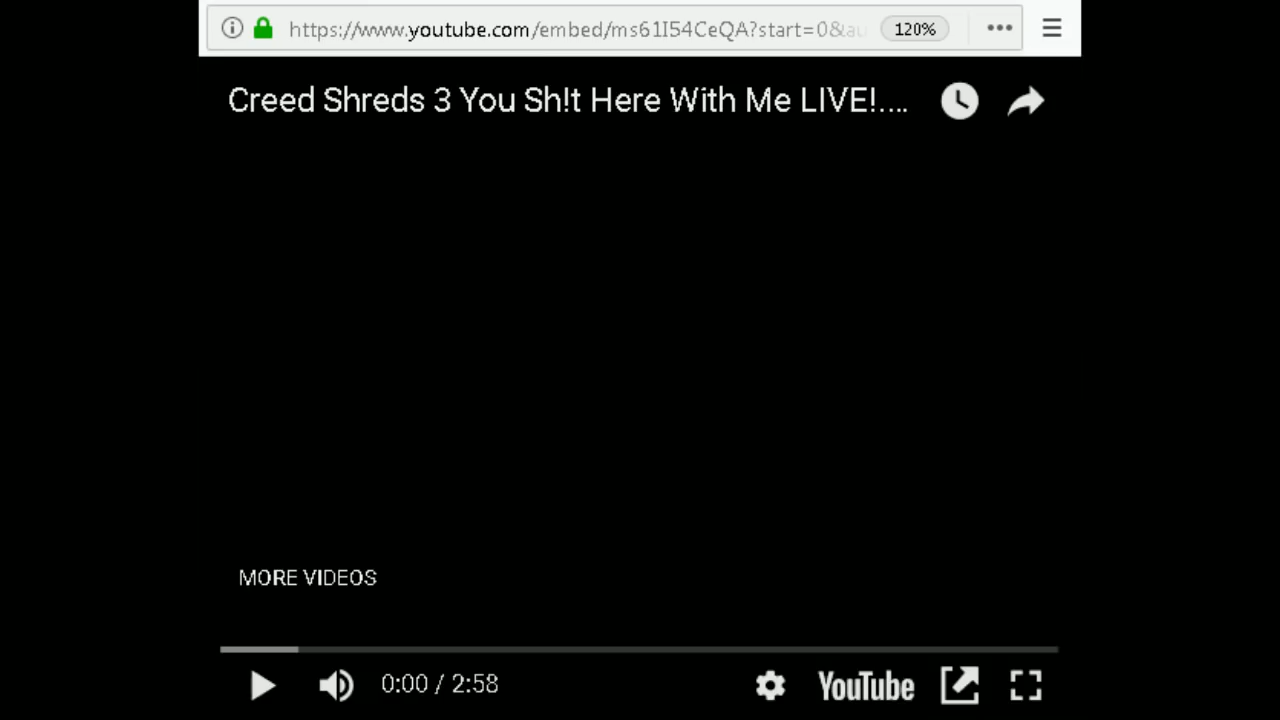 https://www.youtube.com/embed/ms61I54CeQA?start=0&au
120%
Creed Shreds 3 You Sh!t Here With Me LIVE!....
MORE VIDEOS
0:00 / 2:58
YouTube